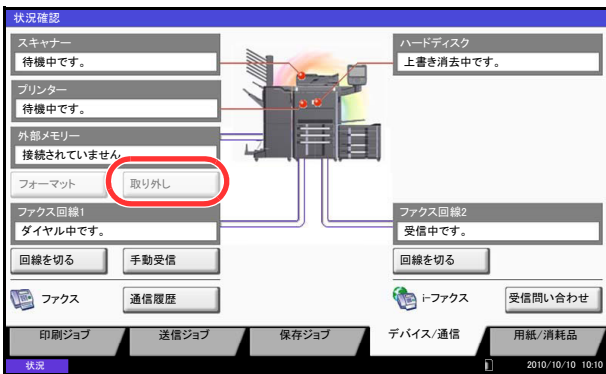 状況確認
スキャナー
待機中です。
ハードディスク
上書き消去中です。
プリンター
待機中です。
外部メモリー
接続されていません
フォーマット
取り外し
ファクス回線1
ダイヤル中です。
ファクス回線2
受信中です。
回線を切る
手動受信
回線を切る
ファクス
通信履歴
i-ファクス
受信問い合わせ
印刷ジョブ
送信ジョブ
保存ジョブ
デバイス/通信
用紙/消耗品
状況
2010/10/10 10:10